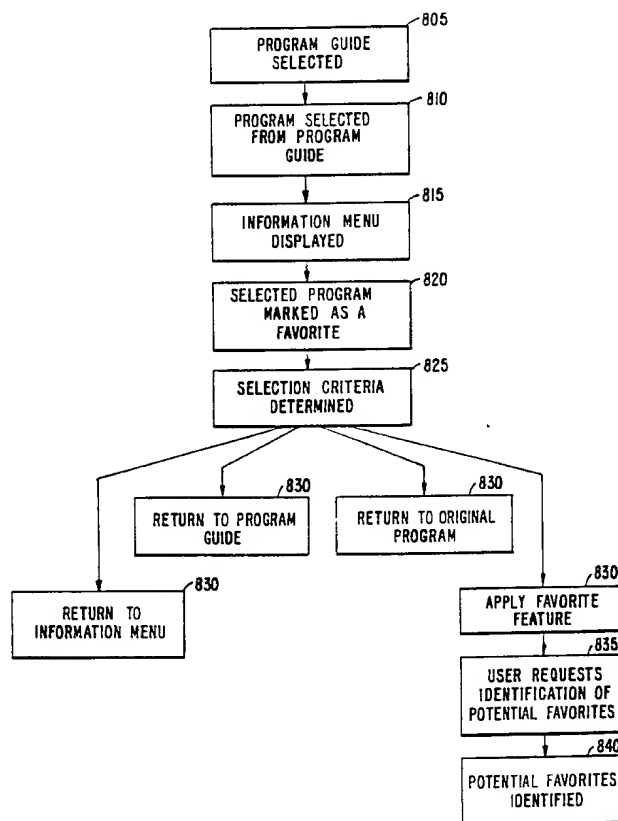 805
PROGRAM GUIDE
SELECTED
810
PROGRAM SELECTED
FROM PROGRAM
GUIDE
815
INFORMATION MENU
DISPLAYED
820
SELECTED PROGRAM
MARKED AS A
FAVORITE
825
SELECTION CRITERIA
DETERMINED
830
RETURN TO PROGRAM
GUIDE
830
RETURN TO ORIGINAL
PROGRAM
830
RETURN TO
INFORMATION MENU
830
APPLY FAVORITE
FEATURE
835
USER REQUESTS
IDENTIFICATION OF
POTENTIAL FAVORITES
840
POTENTIAL FAVORITES
IDENTIFIED